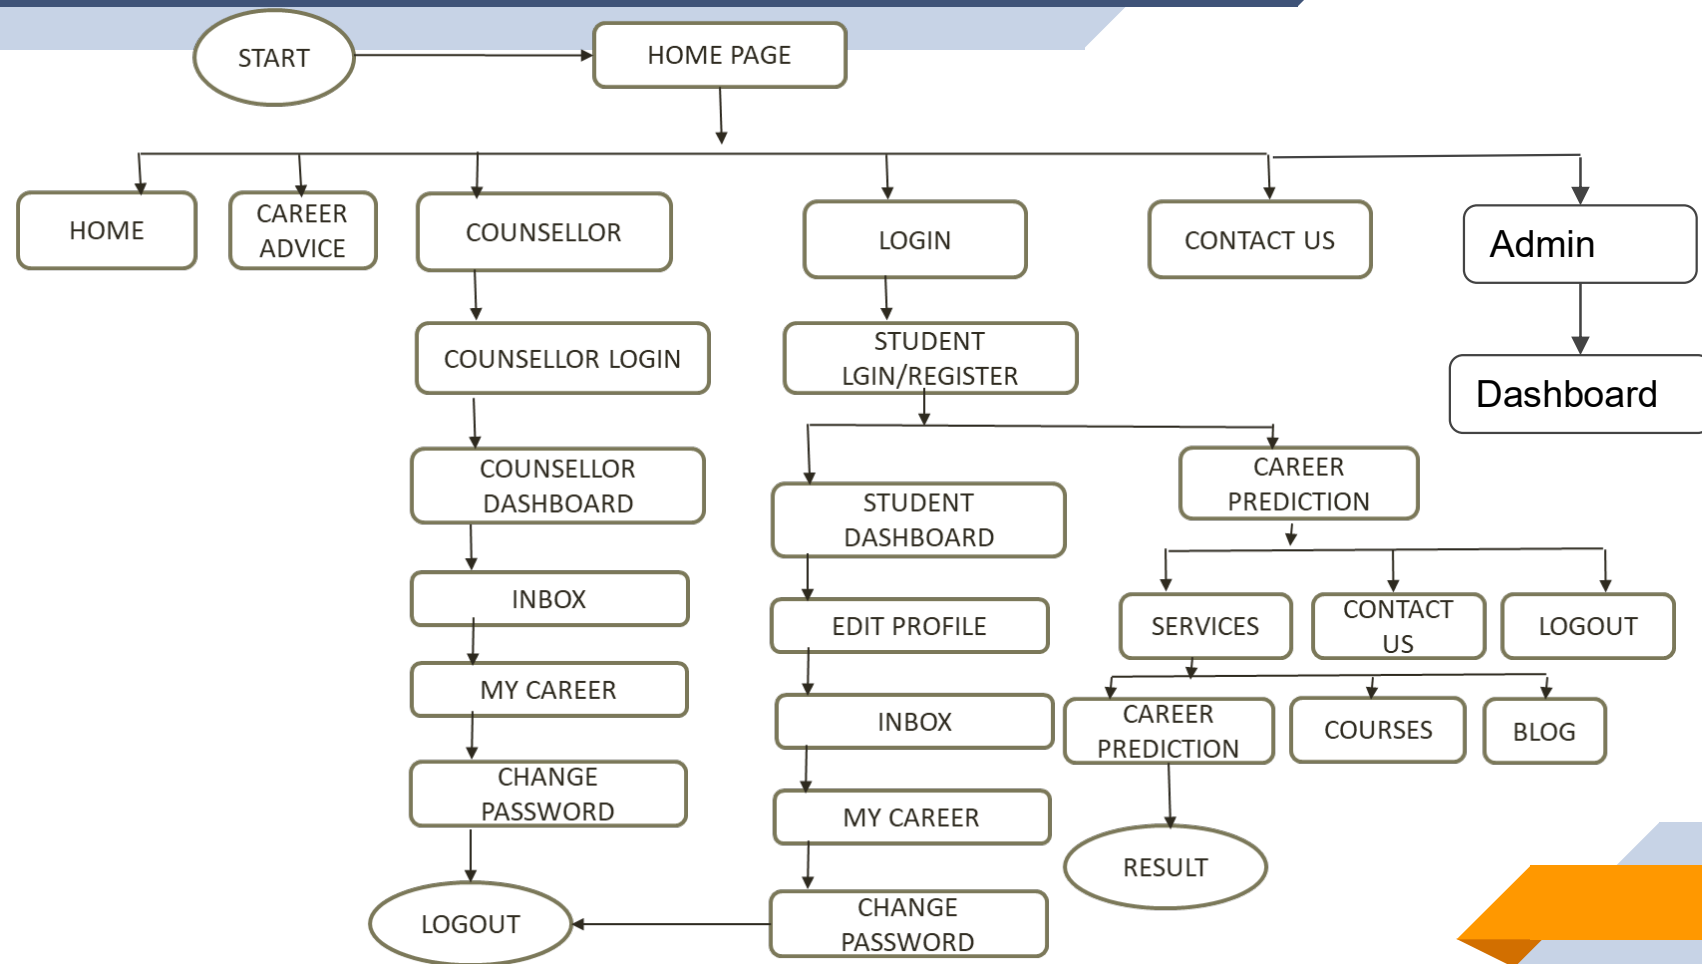 START
HOME PAGE
HOME
CAREER
ADVICE
COUNSELLOR
LOGIN
CONTACT US
Admin
COUNSELLOR LOGIN
STUDENT
LGIN/REGISTER
Dashboard
COUNSELLOR
DASHBOARD
STUDENT
DASHBOARD
CAREER
PREDICTION
INBOX
EDIT PROFILE
SERVICES
CONTACT
US
LOGOUT
MY CAREER
INBOX
CAREER
PREDICTION
COURSES
BLOG
CHANGE
PASSWORD
MY CAREER
RESULT
LOGOUT
CHANGE
PASSWORD